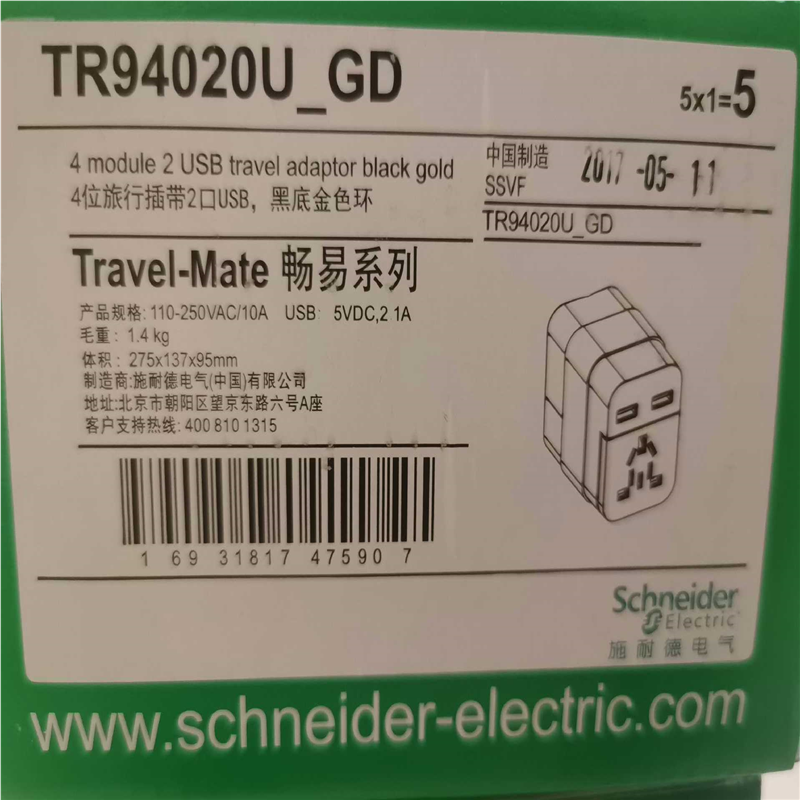 TR94020U_GD
5x1=5
4 module 2 USB travel adaptor black gold
4位旅行插带2口USB，黑底金色环
中国制造
SSVF
2017 -05- 11
TR94020U_GD
Travel-Mate 畅易系列
产品规格: 110-250VAC/10A USB: 5VDC,2 1A
毛重: 1.4 kg
体积: 275x137x95mm
制造商:施耐德电气(中国)有限公司
地址:北京市朝阳区望京东路六号A座
客户支持热线: 400 810 1315
1 69 31817 47590 7
Schneider
Electric
施耐德电气
www.schneider-electric.com